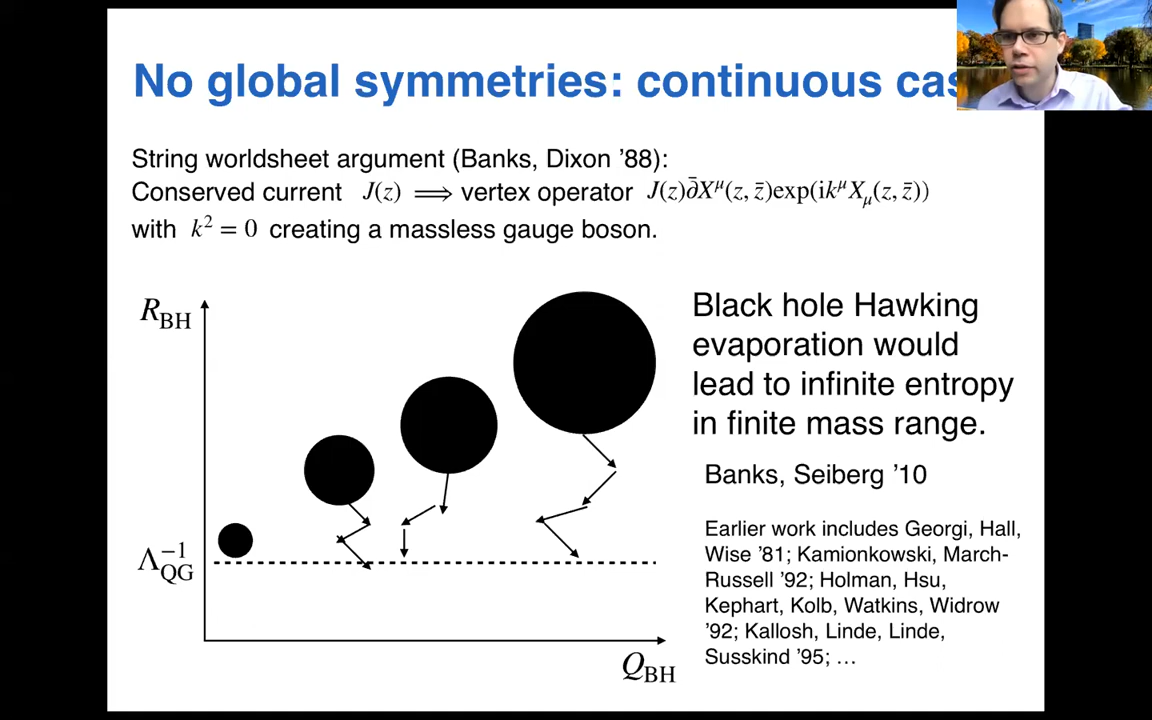 No global symmetries: continuous cas
String worldsheet argument (Banks, Dixon '88):
Conserved current J(z) ⟹ vertex operator J(z)∂̄X^μ(z, z̄)exp(ik^μX_μ(z, z̄))
with k² = 0 creating a massless gauge boson.
R_BH
Black hole Hawking
evaporation would
lead to infinite entropy
in finite mass range.
Banks, Seiberg '10
Earlier work includes Georgi, Hall,
Wise '81; Kamionkowski, March-
Russell '92; Holman, Hsu,
Kephart, Kolb, Watkins, Widrow
'92; Kallosh, Linde, Linde,
Susskind '95; …
Λ_QG^−1
Q_BH